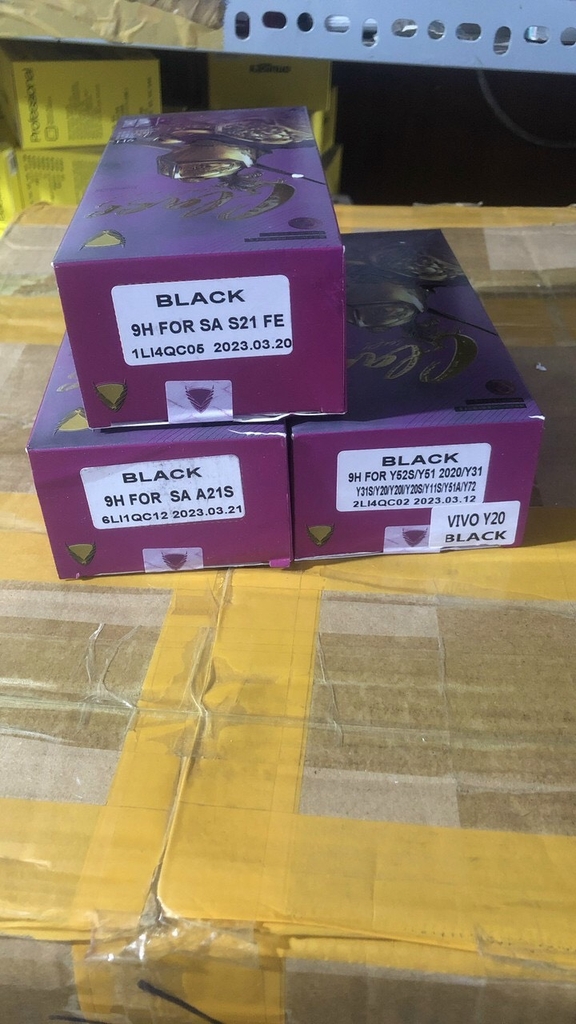 Professional
BLACK
9H FOR SA S21 FE
1LI4QC05 2023.03.20
BLACK
9H FOR SA A21S
6LI1QC12 2023.03.21
BLACK
9H FOR Y52S/Y51 2020/Y31
Y31S/Y20/Y20I/Y20S/Y11S/Y51A/Y72
2LI4QC02 2023.03.12
VIVO Y20
BLACK